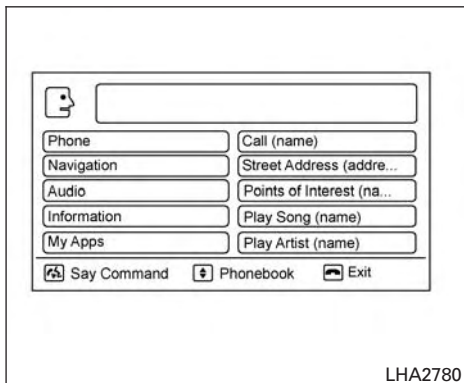 Phone
Call (name)
Navigation
Street Address (addre...
Audio
Points of Interest (na...
Information
Play Song (name)
My Apps
Play Artist (name)
Say Command Phonebook Exit
LHA2780